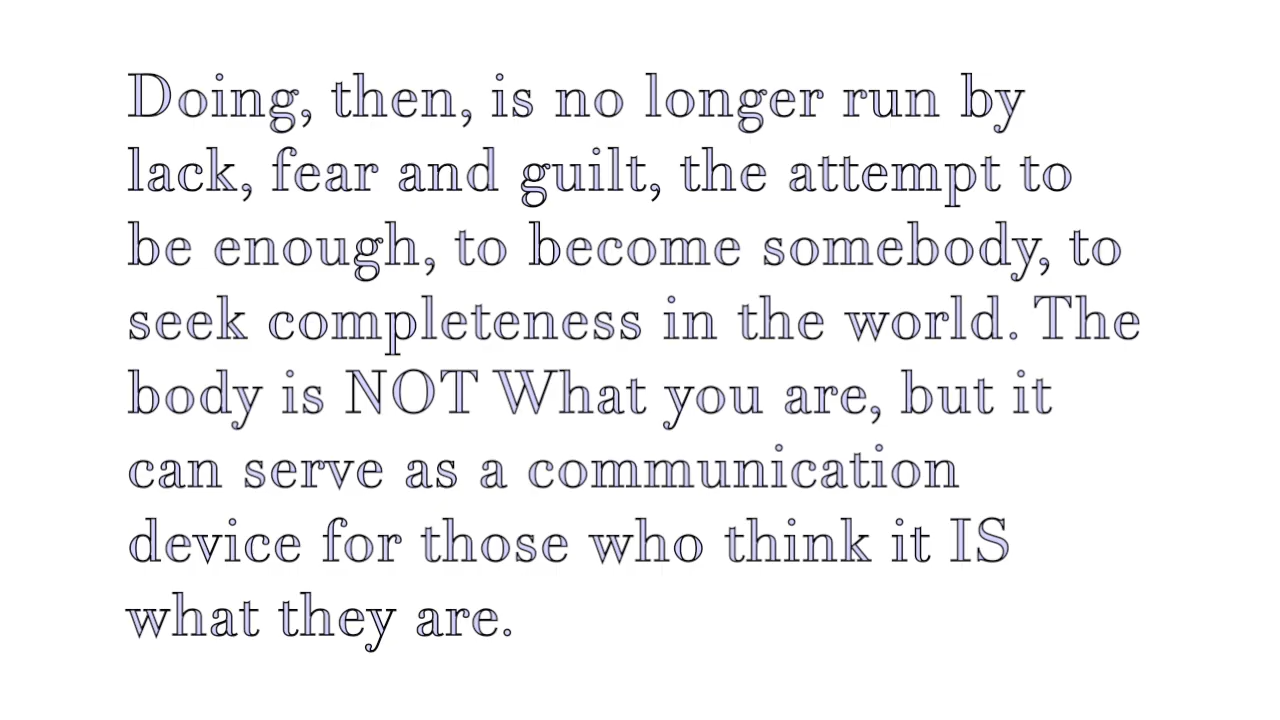 Doing, then, is no longer run by
lack, fear and guilt, the attempt to
be enough, to become somebody, to
seek completeness in the world. The
body is NOT What you are, but it
can serve as a communication
device for those who think it IS
what they are.